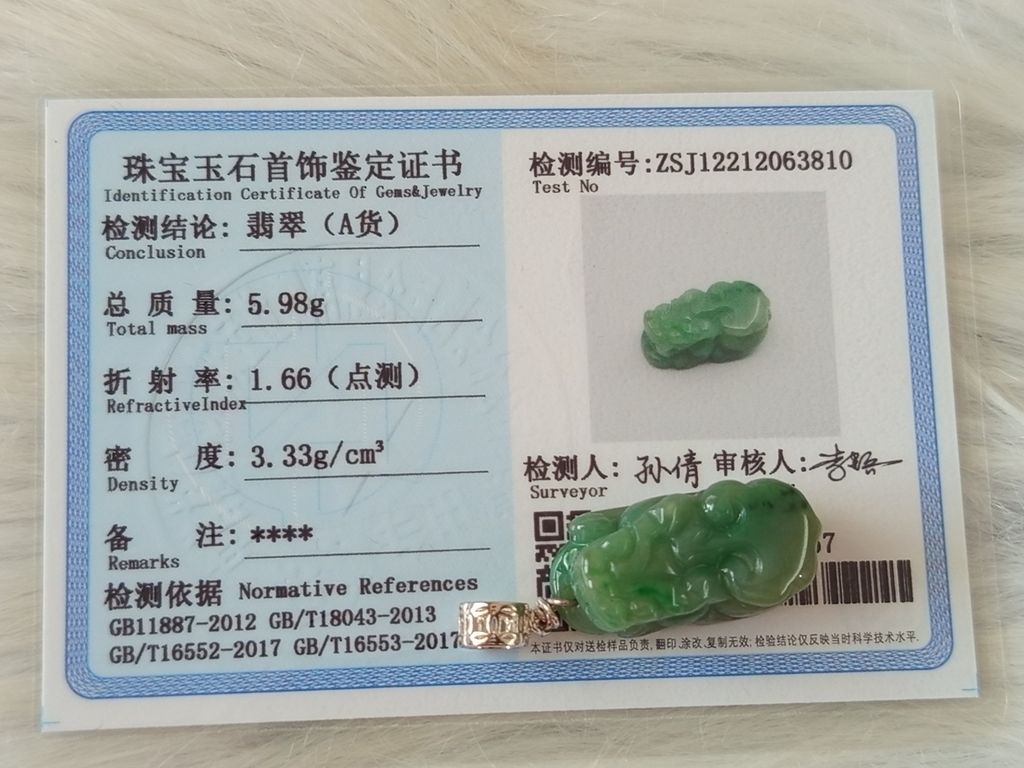 珠宝玉石首饰鉴定证书
Identification Certificate Of Gems&Jewelry
检测结论: 翡翠（A货）
Conclusion
总质量: 5.98g
Total mass
折射率: 1.66（点测）
RefractiveIndex
密度: 3.33g/cm³
Density
备注: ****
Remarks
检测依据 Normative References
GB11887-2012 GB/T18043-2013
GB/T16552-2017 GB/T16553-2017
检测编号:ZSJ12212063810
Test No
检测人: 孙倩 审核人:
Surveyor
7
本证书仅对送检样品负责, 翻印, 涂改, 复制无效; 检验结论仅反映当时科学技术水平.